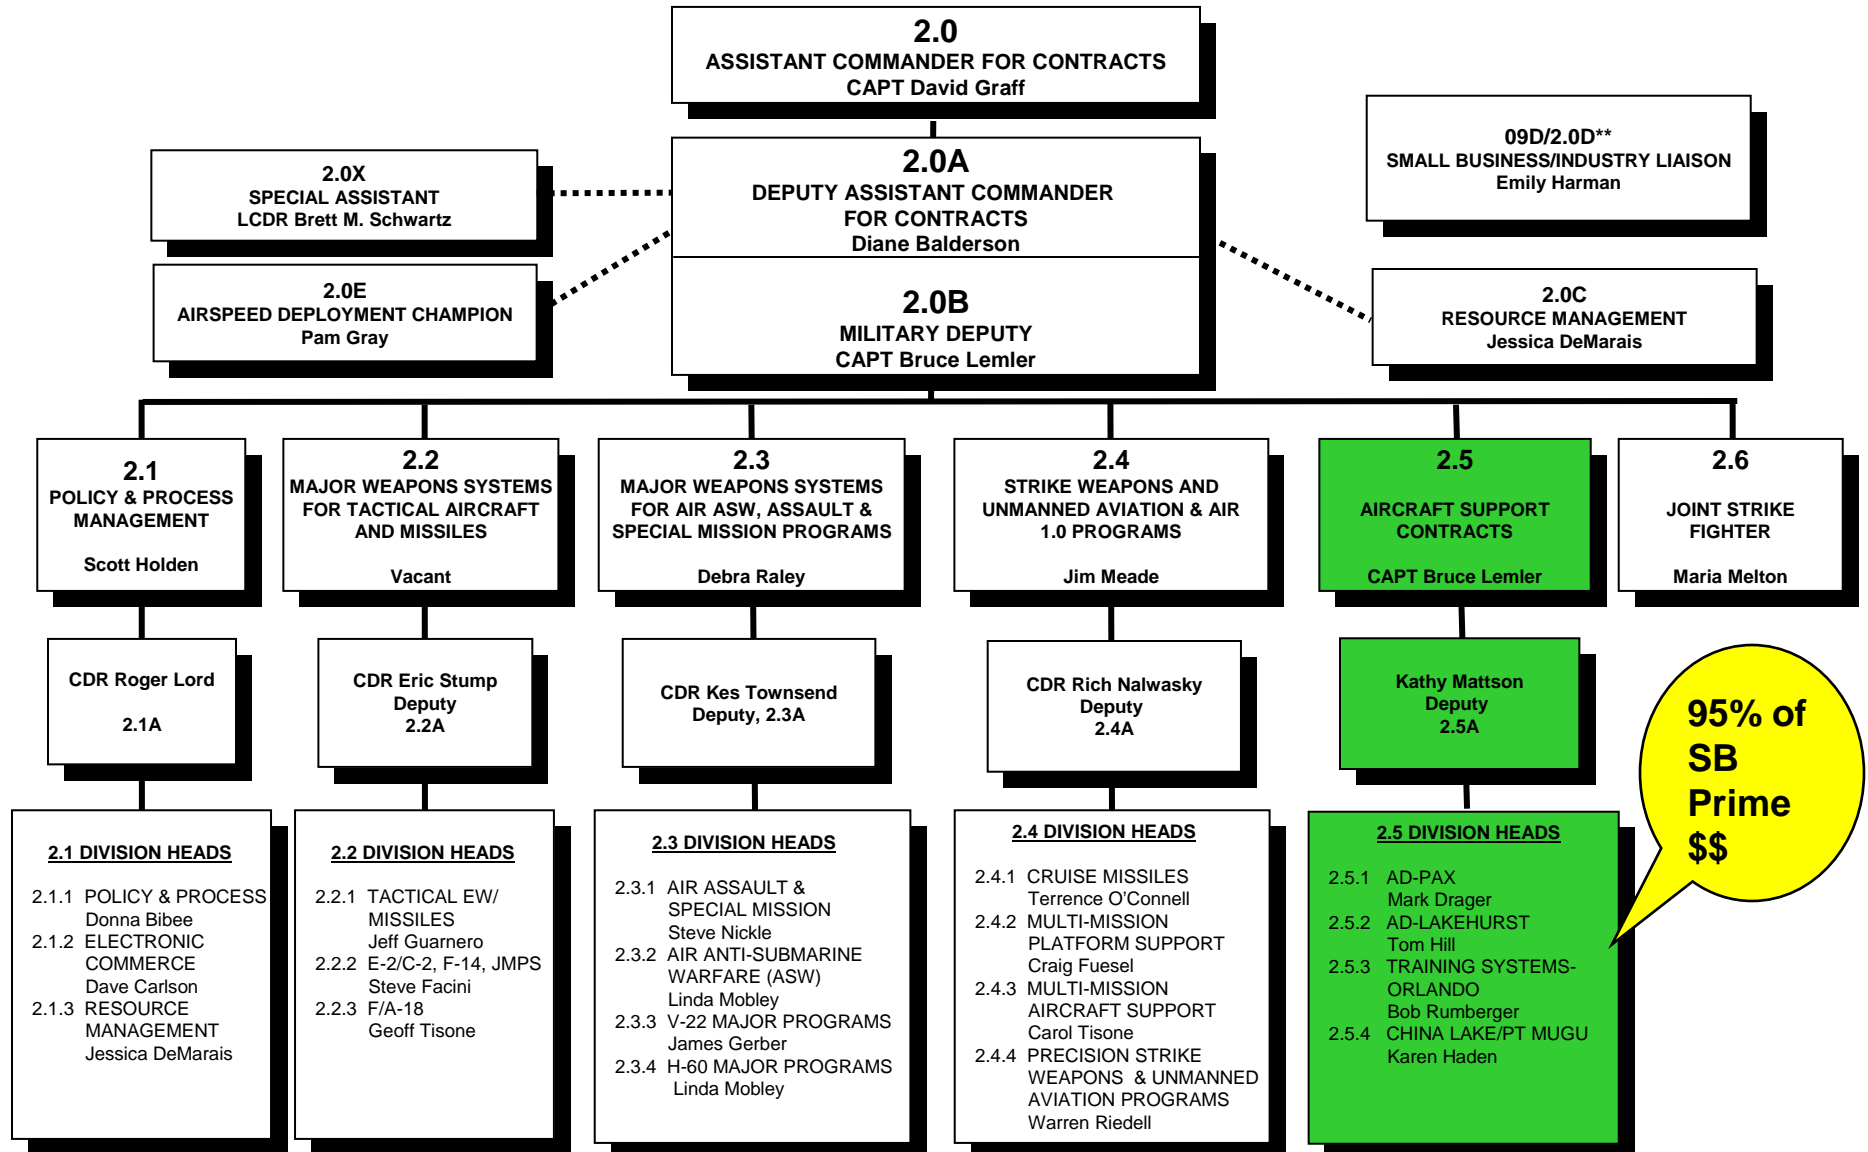 2.0
ASSISTANT COMMANDER FOR CONTRACTS
CAPT David Graff
09D/2.0D**
SMALL BUSINESS/INDUSTRY LIAISON
Emily Harman
2.0X
SPECIAL ASSISTANT
LCDR Brett M. Schwartz
2.0A
DEPUTY ASSISTANT COMMANDER
FOR CONTRACTS
Diane Balderson
2.0E
AIRSPEED DEPLOYMENT CHAMPION
Pam Gray
2.0B
MILITARY DEPUTY
CAPT Bruce Lemler
2.0C
RESOURCE MANAGEMENT
Jessica DeMarais
2.1
POLICY & PROCESS
MANAGEMENT
Scott Holden
2.2
MAJOR WEAPONS SYSTEMS
FOR TACTICAL AIRCRAFT
AND MISSILES
Vacant
2.3
MAJOR WEAPONS SYSTEMS
FOR AIR ASW, ASSAULT &
SPECIAL MISSION PROGRAMS
Debra Raley
2.4
STRIKE WEAPONS AND
UNMANNED AVIATION & AIR
1.0 PROGRAMS
Jim Meade
2.5
AIRCRAFT SUPPORT
CONTRACTS
CAPT Bruce Lemler
2.6
JOINT STRIKE
FIGHTER
Maria Melton
CDR Roger Lord
2.1A
CDR Eric Stump
Deputy
2.2A
CDR Kes Townsend
Deputy, 2.3A
CDR Rich Nalwasky
Deputy
2.4A
Kathy Mattson
Deputy
2.5A
95% of
SB
Prime
$$
2.1 DIVISION HEADS
2.1.1 POLICY & PROCESS
Donna Bibee
2.1.2 ELECTRONIC
COMMERCE
Dave Carlson
2.1.3 RESOURCE
MANAGEMENT
Jessica DeMarais
2.2 DIVISION HEADS
2.2.1 TACTICAL EW/
MISSILES
Jeff Guarnero
2.2.2 E-2/C-2, F-14, JMPS
Steve Facini
2.2.3 F/A-18
Geoff Tisone
2.3 DIVISION HEADS
2.3.1 AIR ASSAULT &
SPECIAL MISSION
Steve Nickle
2.3.2 AIR ANTI-SUBMARINE
WARFARE (ASW)
Linda Mobley
2.3.3 V-22 MAJOR PROGRAMS
James Gerber
2.3.4 H-60 MAJOR PROGRAMS
Linda Mobley
2.4 DIVISION HEADS
2.4.1 CRUISE MISSILES
Terrence O’Connell
2.4.2 MULTI-MISSION
PLATFORM SUPPORT
Craig Fuesel
2.4.3 MULTI-MISSION
AIRCRAFT SUPPORT
Carol Tisone
2.4.4 PRECISION STRIKE
WEAPONS & UNMANNED
AVIATION PROGRAMS
Warren Riedell
2.5 DIVISION HEADS
2.5.1 AD-PAX
Mark Drager
2.5.2 AD-LAKEHURST
Tom Hill
2.5.3 TRAINING SYSTEMS-
ORLANDO
Bob Rumberger
2.5.4 CHINA LAKE/PT MUGU
Karen Haden